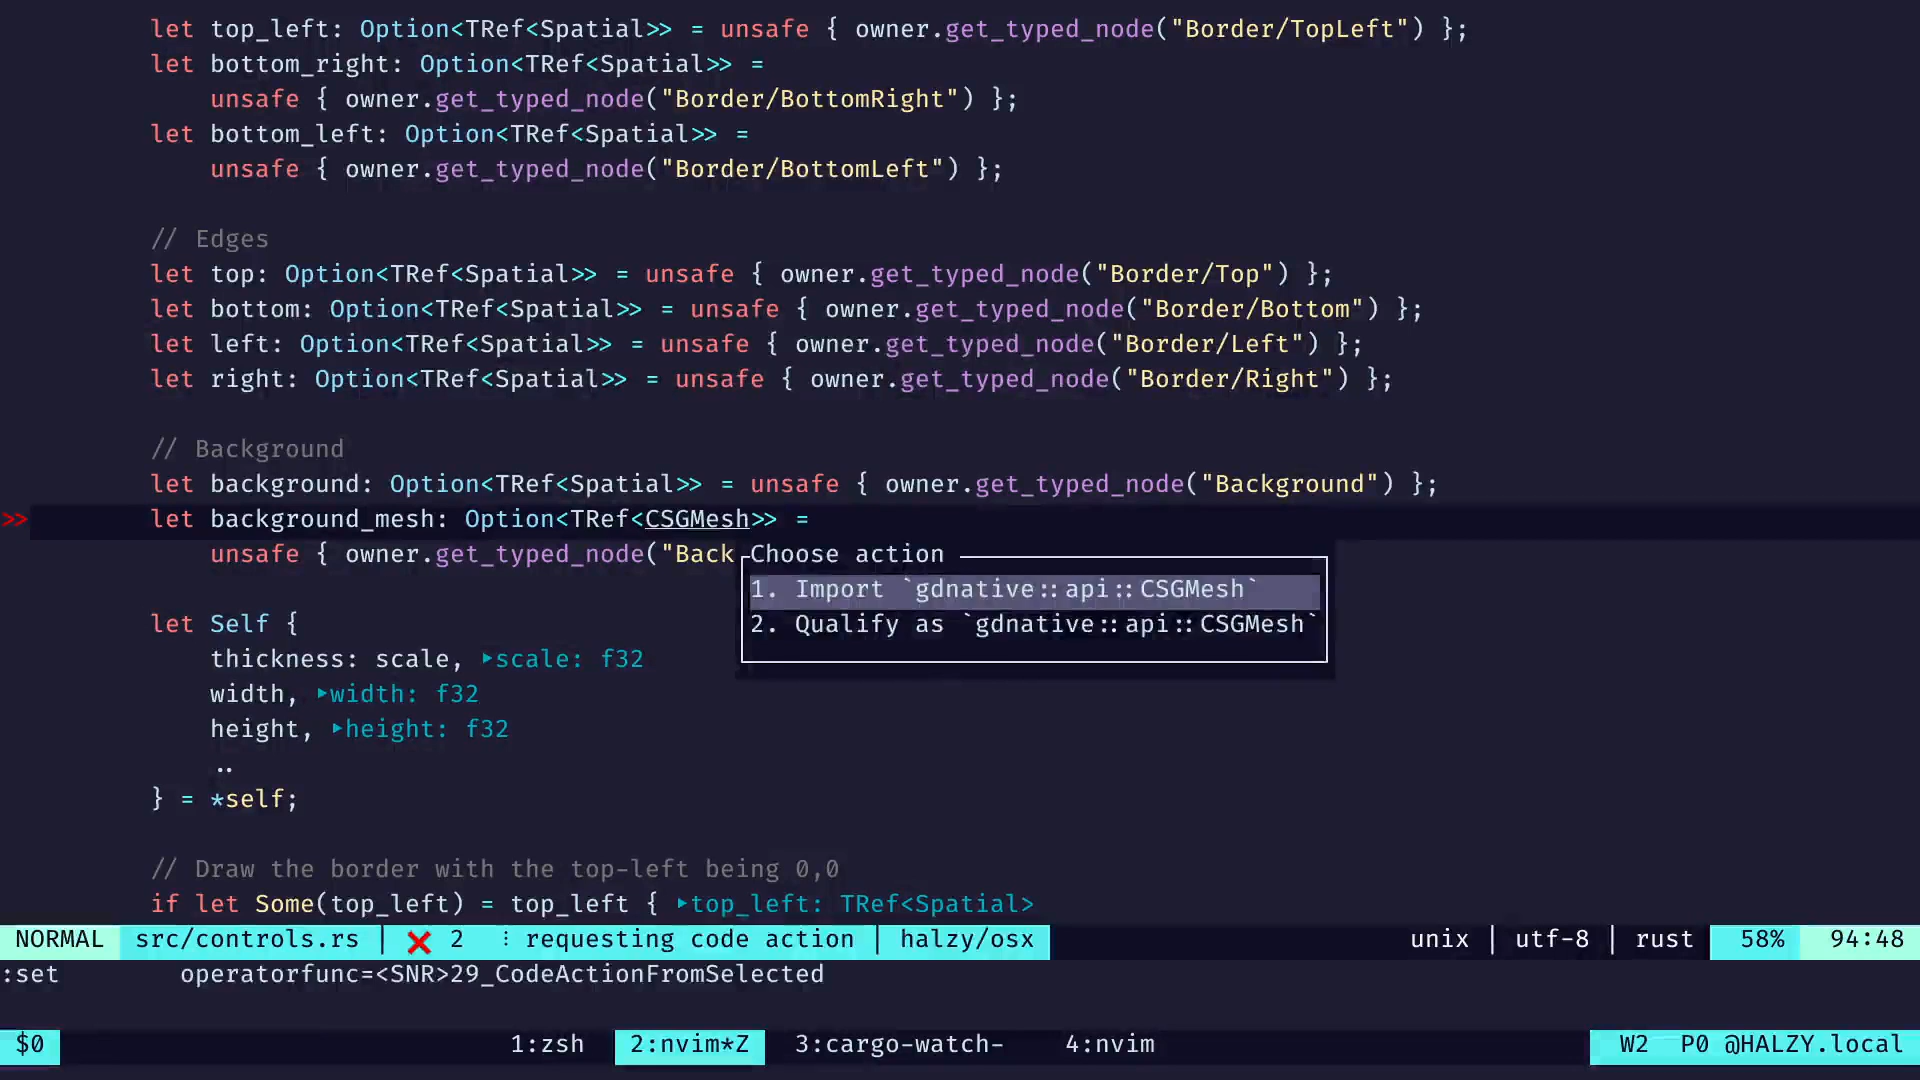 let top_left: Option<TRef<Spatial>> = unsafe { owner.get_typed_node("Border/TopLeft") };
let bottom_right: Option<TRef<Spatial>> =
unsafe { owner.get_typed_node("Border/BottomRight") };
let bottom_left: Option<TRef<Spatial>> =
unsafe { owner.get_typed_node("Border/BottomLeft") };
// Edges
let top: Option<TRef<Spatial>> = unsafe { owner.get_typed_node("Border/Top") };
let bottom: Option<TRef<Spatial>> = unsafe { owner.get_typed_node("Border/Bottom") };
let left: Option<TRef<Spatial>> = unsafe { owner.get_typed_node("Border/Left") };
let right: Option<TRef<Spatial>> = unsafe { owner.get_typed_node("Border/Right") };
// Background
let background: Option<TRef<Spatial>> = unsafe { owner.get_typed_node("Background") };
>> let background_mesh: Option<TRef<CSGMesh>> =
unsafe { owner.get_typed_node("Back
Choose action
1. Import `gdnative::api::CSGMesh`
2. Qualify as `gdnative::api::CSGMesh`
let Self {
thickness: scale, ▸scale: f32
width, ▸width: f32
height, ▸height: f32
..
} = *self;
// Draw the border with the top-left being 0,0
if let Some(top_left) = top_left { ▸top_left: TRef<Spatial>
NORMAL src/controls.rs | ❌ 2 ⋮ requesting code action | halzy/osx unix | utf-8 | rust 58% 94:48
:set operatorfunc=<SNR>29_CodeActionFromSelected
$0 1:zsh 2:nvim*Z 3:cargo-watch- 4:nvim W2 P0 @HALZY.local